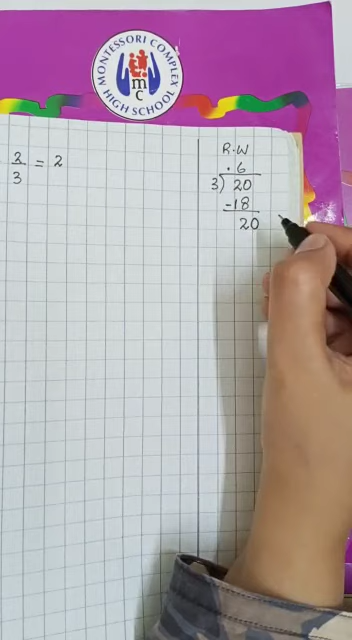 MONTESSORI COMPLEX
HIGH SCHOOL
mc
R.W
2/3 = 2
.6
3) 20
-18
20